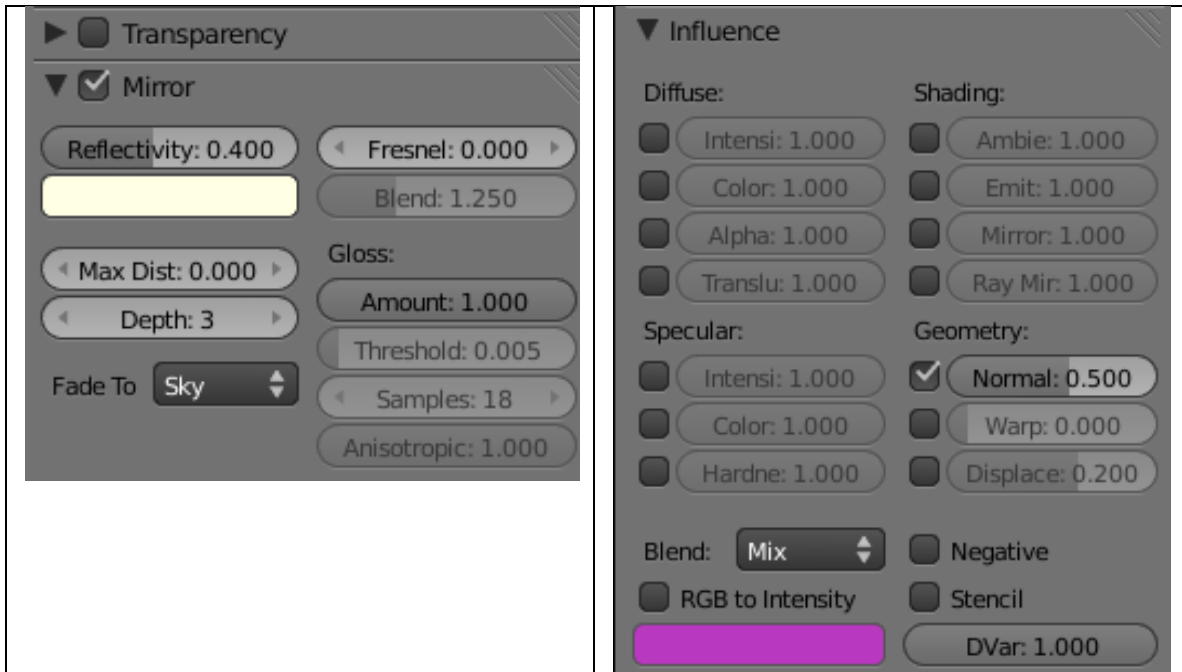 Transparency
Mirror
Reflectivity: 0.400
Fresnel: 0.000
Blend: 1.250
Max Dist: 0.000
Depth: 3
Gloss:
Amount: 1.000
Threshold: 0.005
Fade To Sky
Samples: 18
Anisotropic: 1.000
Influence
Diffuse:
Intensi: 1.000
Color: 1.000
Alpha: 1.000
Translu: 1.000
Shading:
Ambie: 1.000
Emit: 1.000
Mirror: 1.000
Ray Mir: 1.000
Specular:
Intensi: 1.000
Color: 1.000
Hardne: 1.000
Geometry:
Normal: 0.500
Warp: 0.000
Displace: 0.200
Blend: Mix
Negative
RGB to Intensity
Stencil
DVar: 1.000